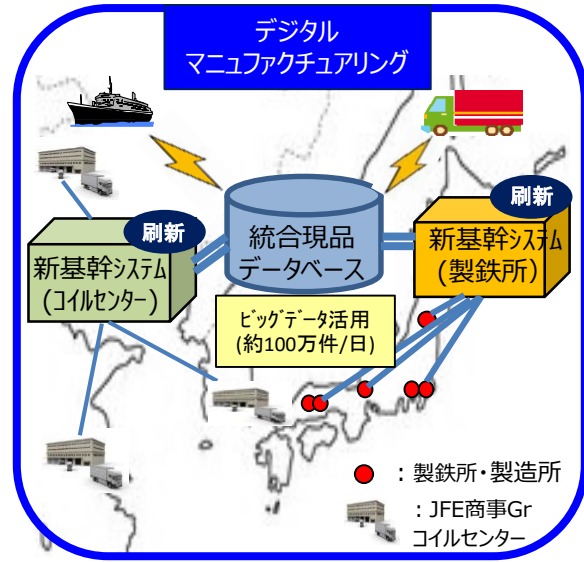 デジタル
マニュファクチュアリング
刷新
新基幹システム
(コイルセンター)
統合現品
データベース
刷新
新基幹システム
(製鉄所)
ビッグデータ活用
(約100万件/日)
：製鉄所・製造所
：JFE商事Gr
コイルセンター